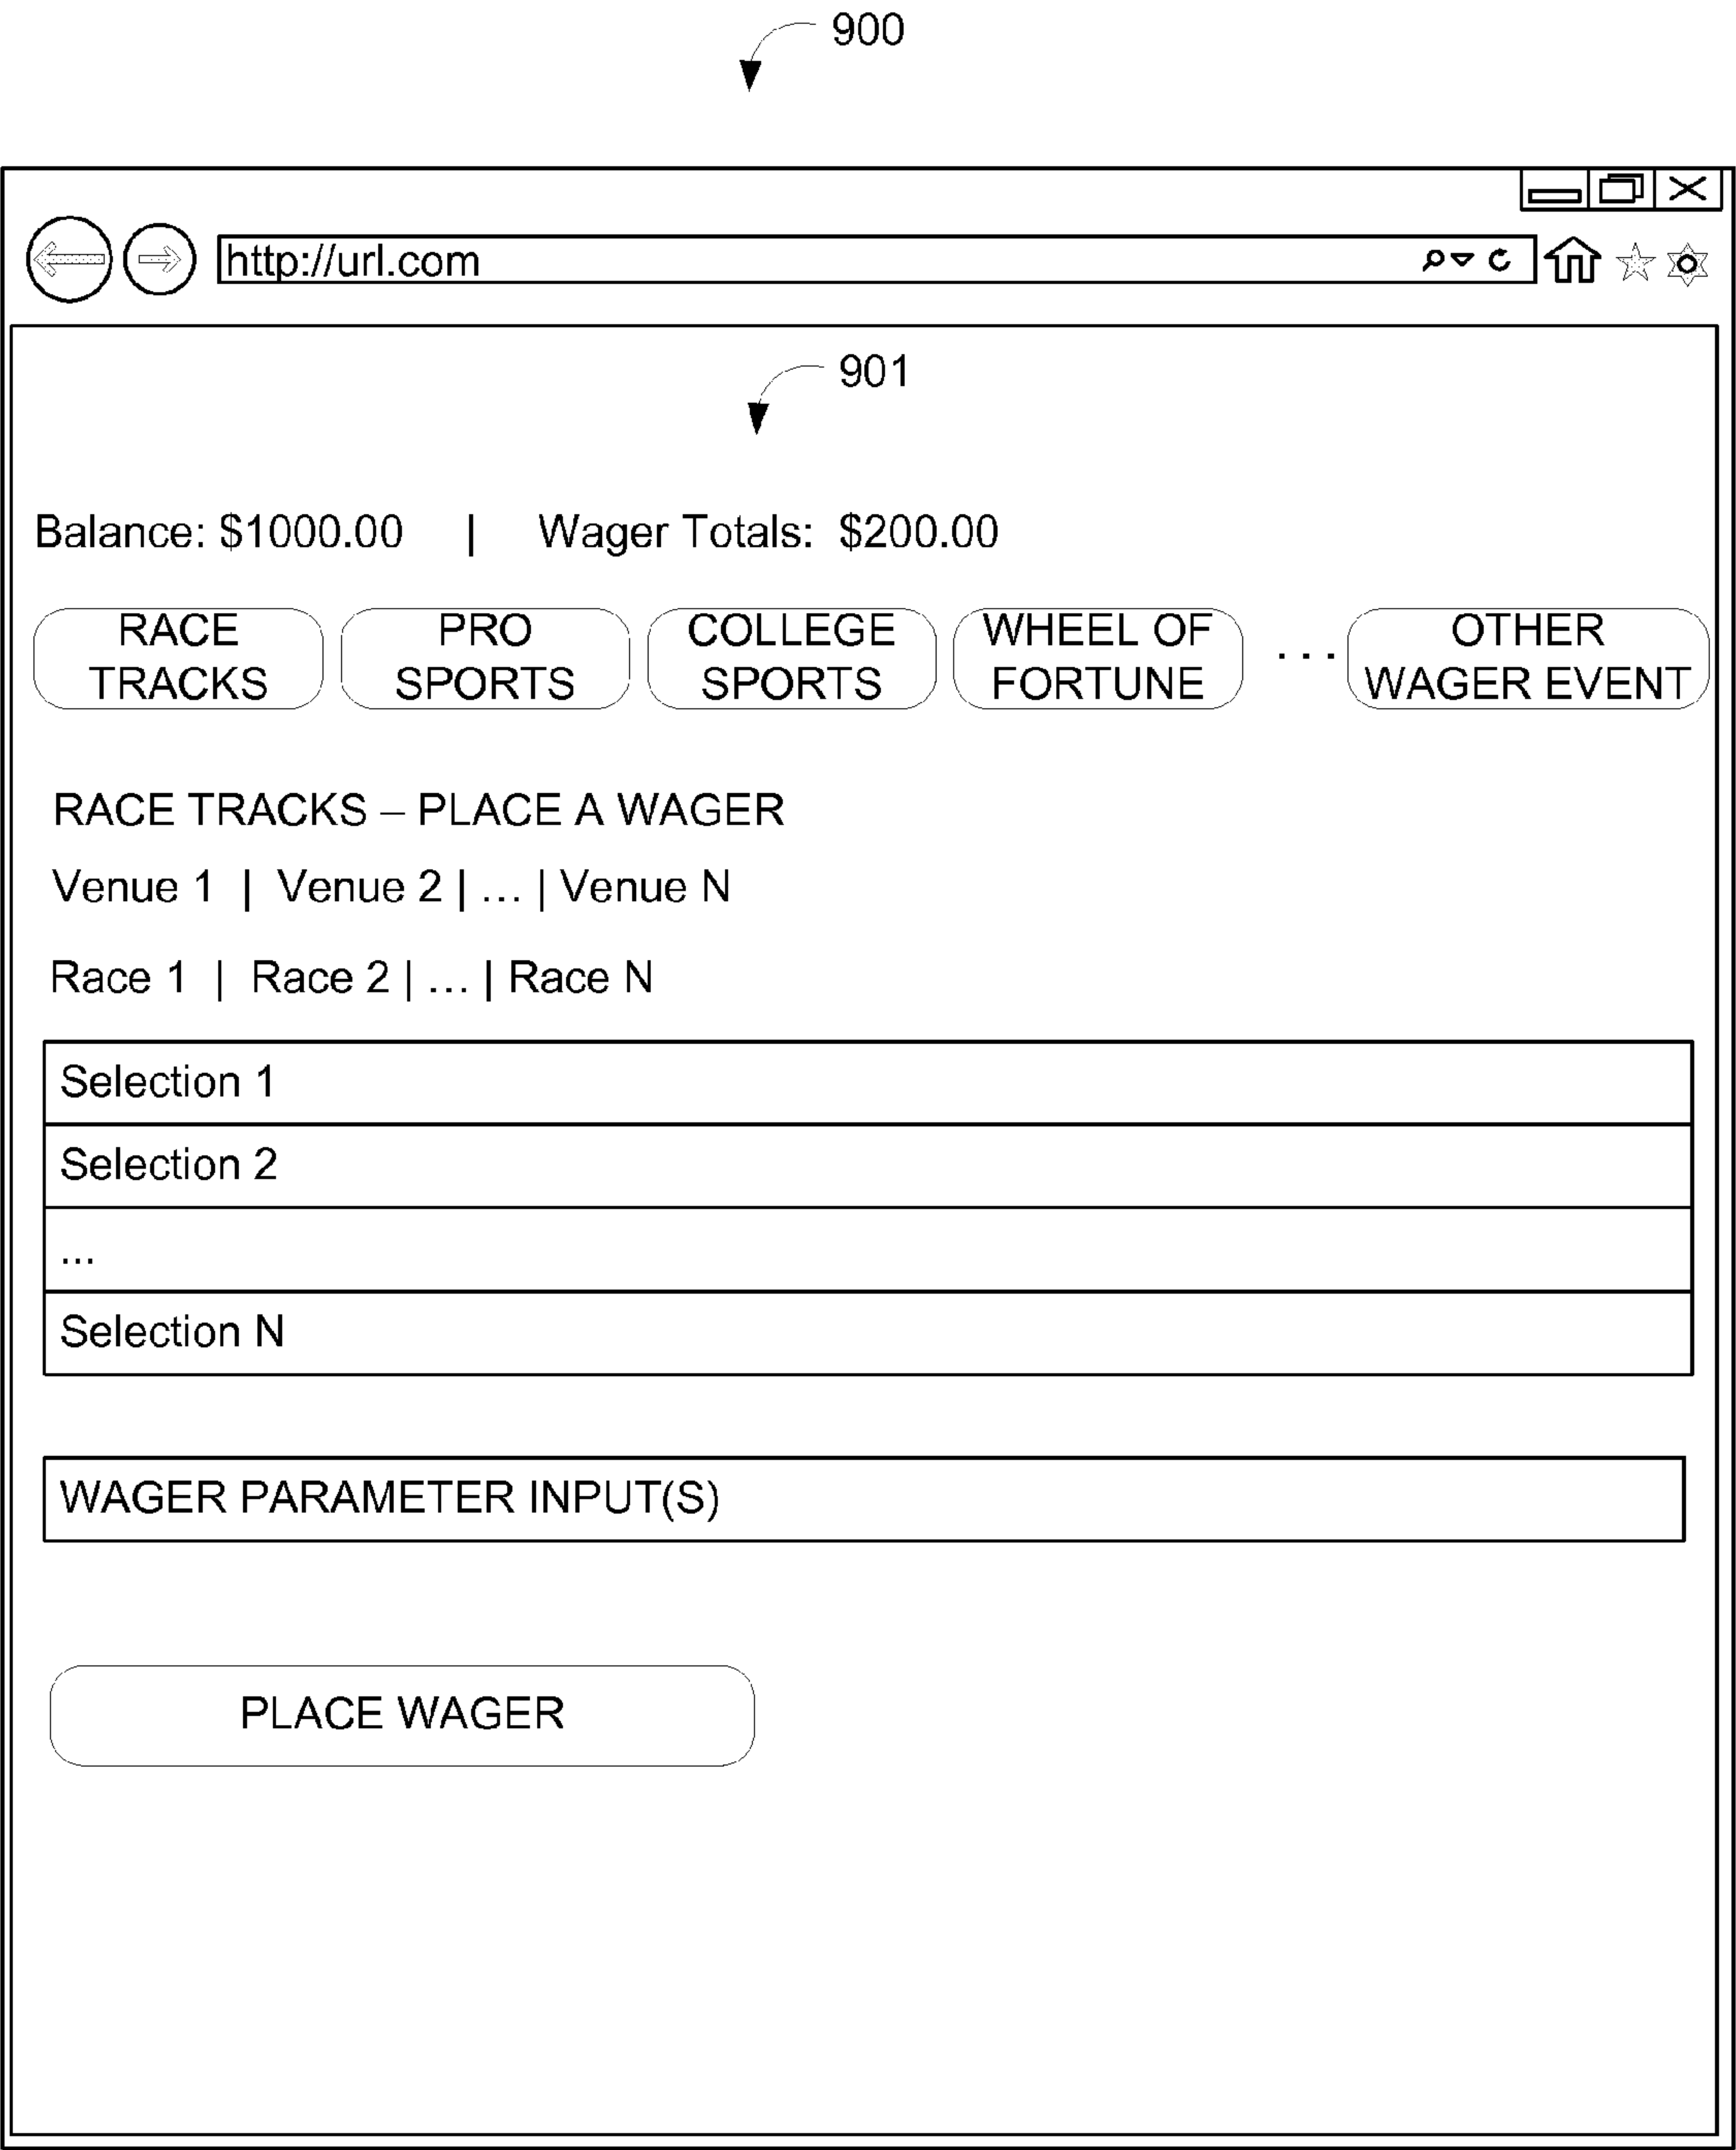 900
http://url.com
901
Balance: $1000.00 | Wager Totals: $200.00
RACE TRACKS
PRO SPORTS
COLLEGE SPORTS
WHEEL OF FORTUNE
...
OTHER WAGER EVENT
RACE TRACKS – PLACE A WAGER
Venue 1 | Venue 2 | ... | Venue N
Race 1 | Race 2 | ... | Race N
Selection 1
Selection 2
...
Selection N
WAGER PARAMETER INPUT(S)
PLACE WAGER